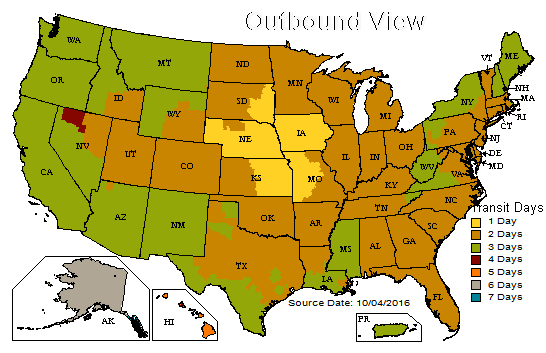 Outbound View
WA
MT
ND
MN
VT
ME
OR
ID
SD
WI
NH
MA
WY
MI
NY
RI
CT
NV
NE
IA
PA
NJ
DE
MD
UT
CO
IL
IN
OH
WV
VA
CA
KS
MO
KY
NC
TN
AZ
NM
OK
AR
SC
MS
AL
GA
TX
LA
FL
AK
HI
PR
Transit Days
1 Day
2 Days
3 Days
4 Days
5 Days
6 Days
7 Days
Source Date: 10/04/2016